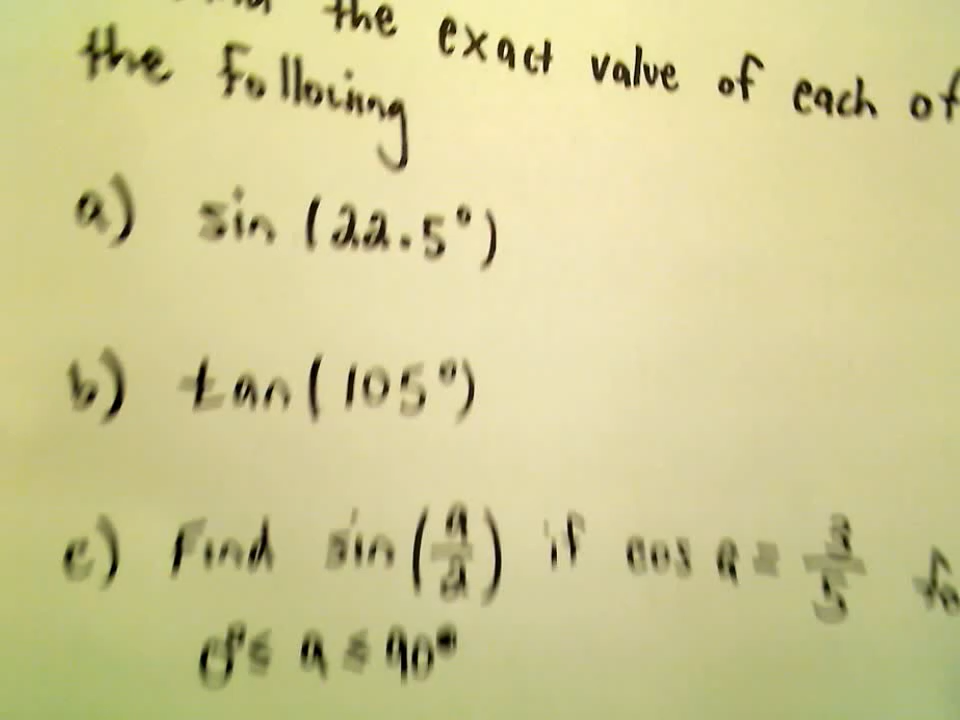 the exact value of each of
the following
a) sin (22.5°)
b) tan (105°)
c) Find sin (a/2) if cos a = 3/5
0° ≤ a ≤ 90°